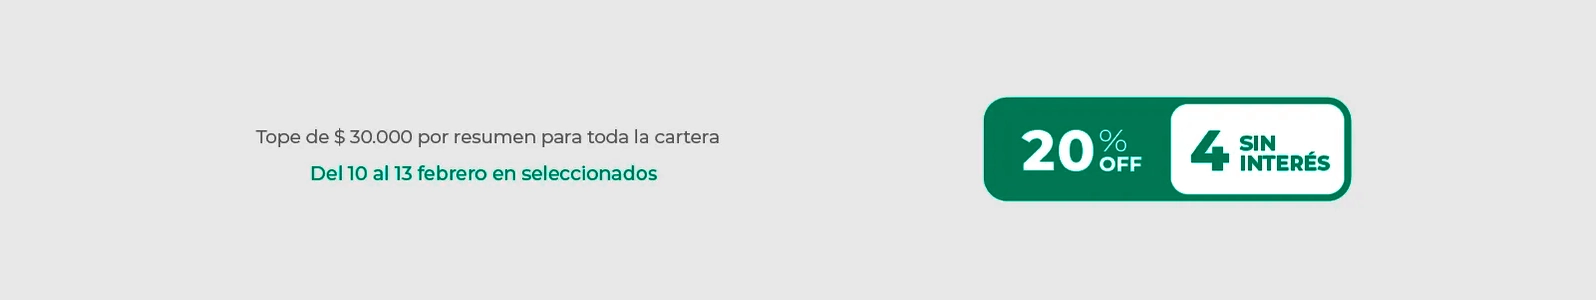 Tope de $ 30.000 por resumen para toda la cartera
Del 10 al 13 febrero en seleccionados
20% OFF
4 SIN INTERÉS